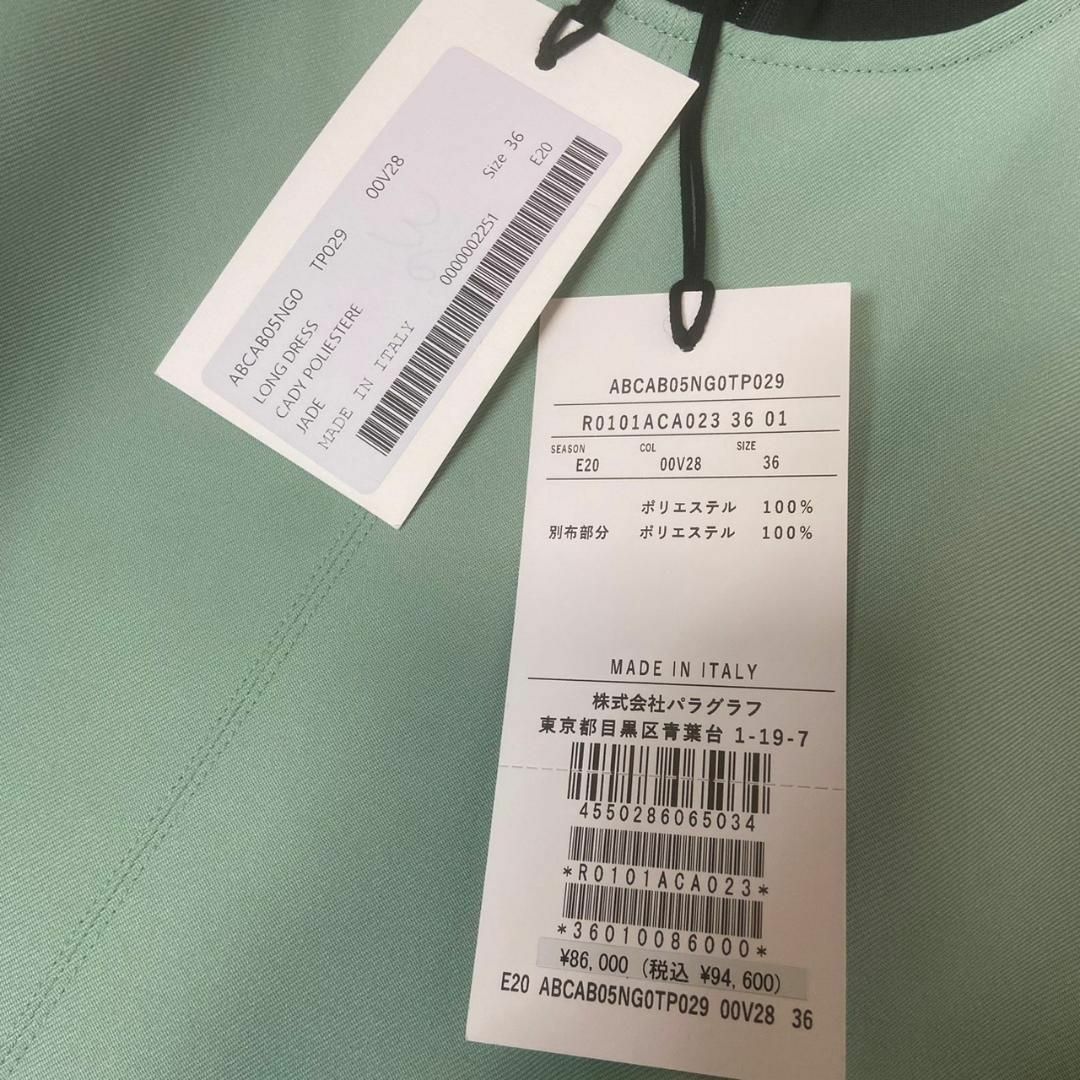 ABCAB05NG0 TP029 00V28
LONG DRESS
CADY POLIESTERE
JADE
MADE IN ITALY
Size 36
E20
0000002251
ABCAB05NG0TP029
R0101ACA023 36 01
SEASON COL SIZE
E20 00V28 36
ポリエステル 100%
別布部分 ポリエステル 100%
MADE IN ITALY
株式会社パラグラフ
東京都目黒区青葉台 1-19-7
4550286065034
*R0101ACA023*
*36010086000*
¥86,000 (税込 ¥94,600)
E20 ABCAB05NG0TP029 00V28 36